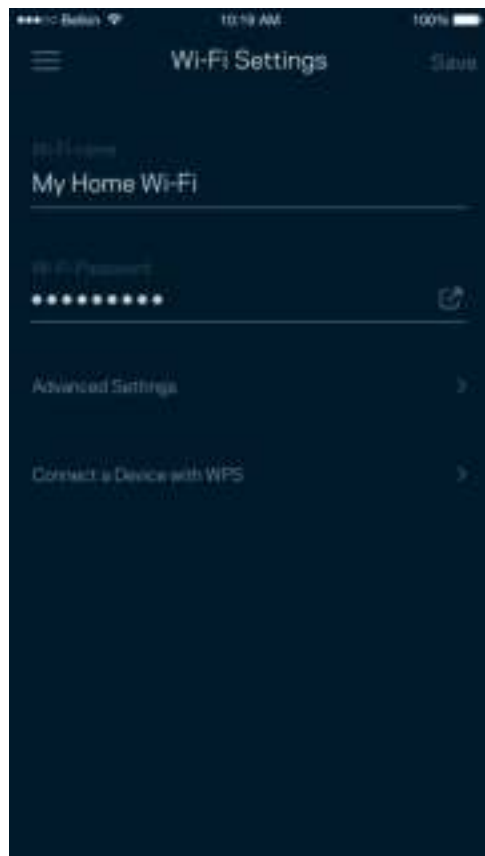 Belkin 10:19 AM 100%
Wi-Fi Settings Save
Wi-Fi name
My Home Wi-Fi
Wi-Fi Password
•••••••••
Advanced Settings
Connect a Device with WPS